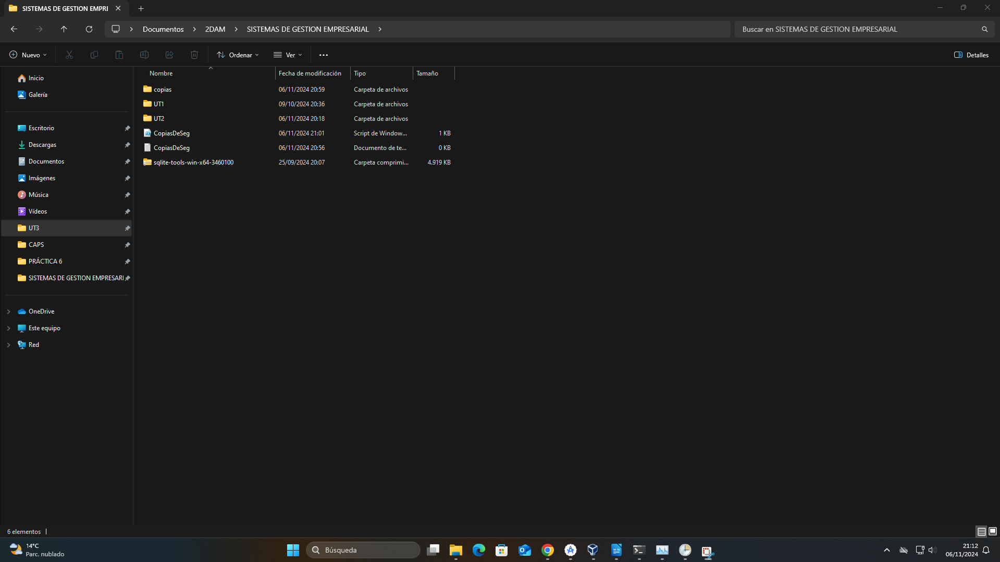 SISTEMAS DE GESTION EMPRI
Documentos
2DAM
SISTEMAS DE GESTION EMPRESARIAL
Buscar en SISTEMAS DE GESTION EMPRESARIAL
Nuevo
Ordenar
Ver
Detalles
Inicio
Galería
Escritorio
Descargas
Documentos
Imágenes
Música
Vídeos
UT3
CAPS
PRÁCTICA 6
SISTEMAS DE GESTION EMPRESARI
OneDrive
Este equipo
Red
Nombre Fecha de modificación Tipo Tamaño
copias 06/11/2024 20:59 Carpeta de archivos
UT1 09/10/2024 20:36 Carpeta de archivos
UT2 06/11/2024 20:18 Carpeta de archivos
CopiasDeSeg 06/11/2024 21:01 Script de Window... 1 KB
CopiasDeSeg 06/11/2024 20:56 Documento de te... 0 KB
sqlite-tools-win-x64-3460100 25/09/2024 20:07 Carpeta comprimi... 4.919 KB
6 elementos
14°C
Parc. nublado
Búsqueda
21:12
06/11/2024